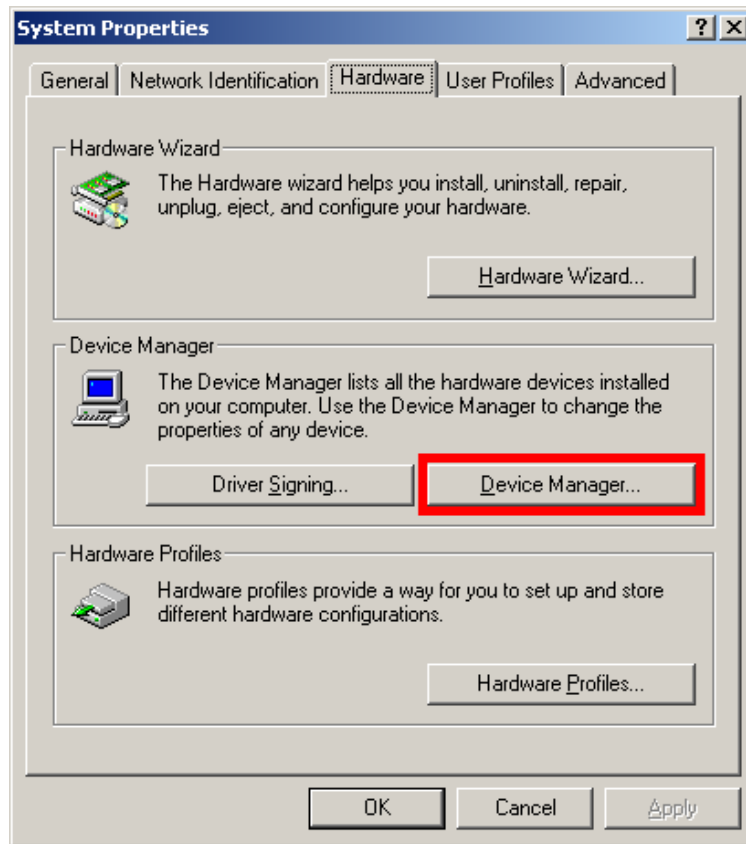 System Properties
General Network Identification Hardware User Profiles Advanced
Hardware Wizard
The Hardware wizard helps you install, uninstall, repair,
unplug, eject, and configure your hardware.
Hardware Wizard...
Device Manager
The Device Manager lists all the hardware devices installed
on your computer. Use the Device Manager to change the
properties of any device.
Driver Signing... Device Manager...
Hardware Profiles
Hardware profiles provide a way for you to set up and store
different hardware configurations.
Hardware Profiles...
OK Cancel Apply